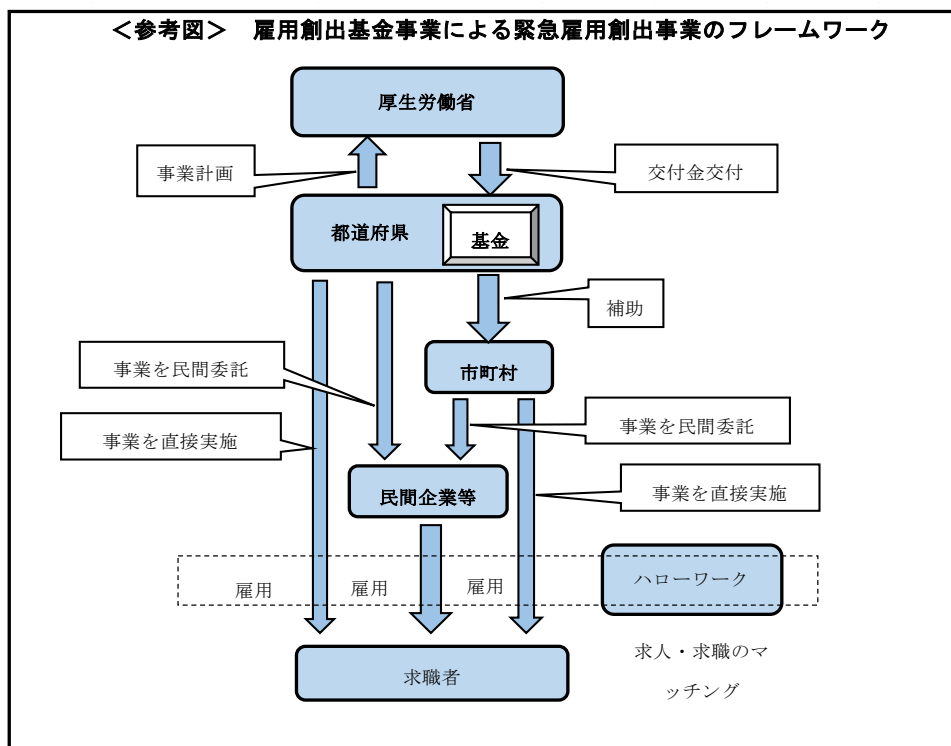 ＜参考図＞　雇用創出基金事業による緊急雇用創出事業のフレームワーク
厚生労働省
事業計画
交付金交付
都道府県
基金
補助
市町村
事業を民間委託
事業を直接実施
事業を民間委託
民間企業等
事業を直接実施
雇用
雇用
雇用
ハローワーク
求職者
求人・求職のマ
ッチング